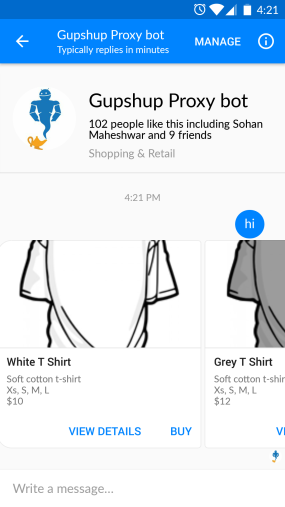 4:21
Gupshup Proxy bot
Typically replies in minutes
MANAGE
Gupshup Proxy bot
102 people like this including Sohan
Maheshwar and 9 friends
Shopping & Retail
4:21 PM
hi
White T Shirt
Soft cotton t-shirt
Xs, S, M, L
$10
VIEW DETAILS BUY
Grey T Shirt
Soft cotton t-shir
Xs, S, M, L
$12
VI
Write a message...